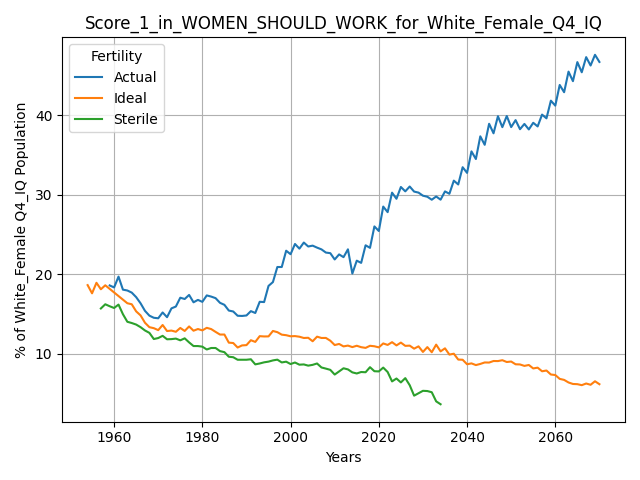 Score_1_in_WOMEN_SHOULD_WORK_for_White_Female_Q4_IQ
Fertility
Actual
Ideal
Sterile
% of White_Female Q4_IQ Population
40
30
20
10
1960 1980 2000 2020 2040 2060
Years